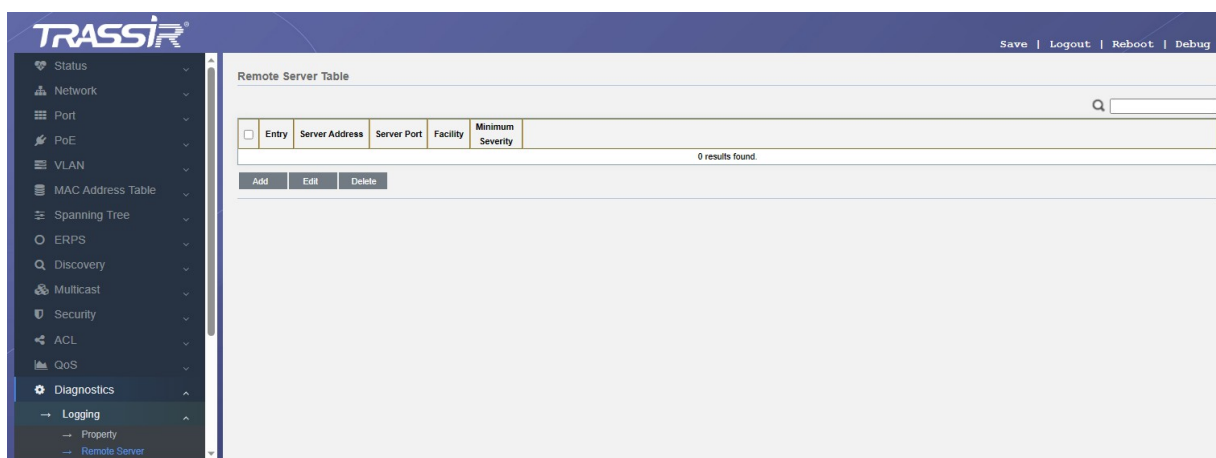 TRASSIR®
Save | Logout | Reboot | Debug
Status
Network
Port
PoE
VLAN
MAC Address Table
Spanning Tree
ERPS
Discovery
Multicast
Security
ACL
QoS
Diagnostics
→ Logging
→ Property
→ Remote Server
Remote Server Table
Entry Server Address Server Port Facility Minimum Severity
0 results found.
Add Edit Delete